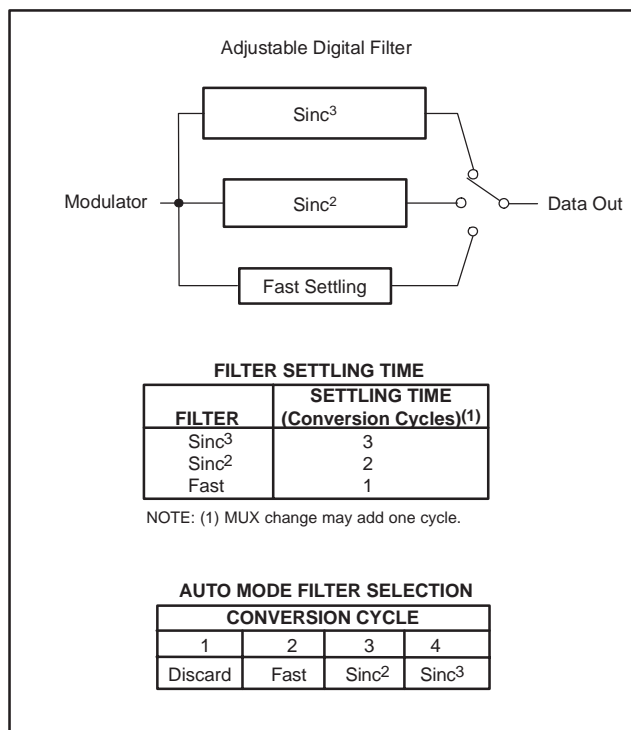 Adjustable Digital Filter
Sinc³
Modulator
Sinc²
Data Out
Fast Settling
FILTER SETTLING TIME
FILTER
SETTLING TIME
(Conversion Cycles)(1)
Sinc³ 3
Sinc² 2
Fast 1
NOTE: (1) MUX change may add one cycle.
AUTO MODE FILTER SELECTION
CONVERSION CYCLE
1 2 3 4
Discard Fast Sinc² Sinc³